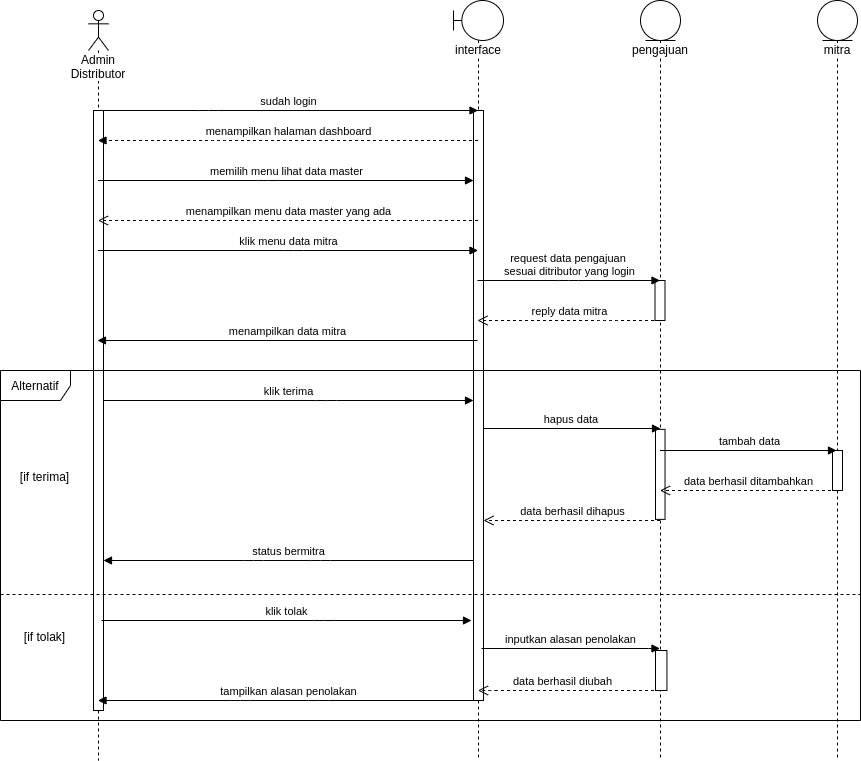 Admin
Distributor
interface
pengajuan
mitra
sudah login
menampilkan halaman dashboard
memilih menu lihat data master
menampilkan menu data master yang ada
klik menu data mitra
request data pengajuan
sesuai ditributor yang login
reply data mitra
menampilkan data mitra
Alternatif
klik terima
hapus data
tambah data
[if terima]
data berhasil ditambahkan
data berhasil dihapus
status bermitra
klik tolak
[if tolak]
inputkan alasan penolakan
data berhasil diubah
tampilkan alasan penolakan